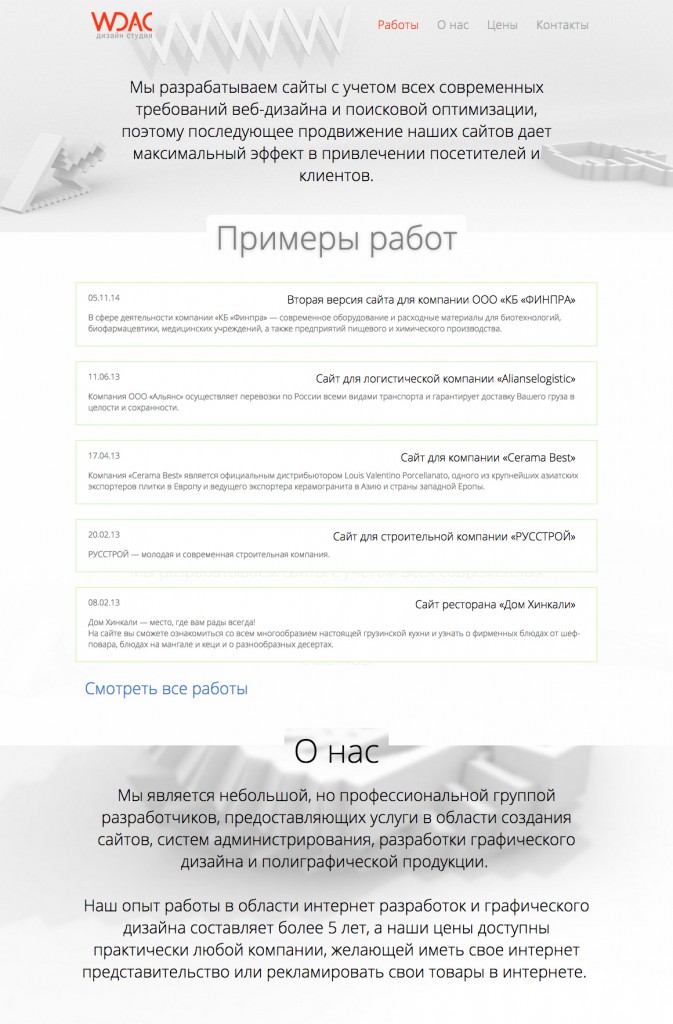 WDAC
дизайн студия
Работы О нас Цены Контакты
WWW
Мы разрабатываем сайты с учетом всех современных
требований веб-дизайна и поисковой оптимизации,
поэтому последующее продвижение наших сайтов дает
максимальный эффект в привлечении посетителей и
клиентов.
Примеры работ
05.11.14 Вторая версия сайта для компании ООО «КБ «ФИНПРА»
В сфере деятельности компании «КБ «Финпра» — современное оборудование и расходные материалы для биотехнологий,
биофармацевтики, медицинских учреждений, а также предприятий пищевого и химического производства.
11.06.13 Сайт для логистической компании «Alianselogistic»
Компания ООО «Альянс» осуществляет перевозки по России всеми видами транспорта и гарантирует доставку Вашего груза в
целости и сохранности.
17.04.13 Сайт для компании «Cerama Best»
Компания «Cerama Best» является официальным дистрибьютором Louis Valentino Porcellanato, одного из крупнейших азиатских
экспортеров плитки в Европу и ведущего экспортера керамогранита в Азию и страны западной Еропы.
20.02.13 Сайт для строительной компании «РУССТРОЙ»
РУССТРОЙ — молодая и современная строительная компания.
08.02.13 Сайт ресторана «Дом Хинкали»
Дом Хинкали — место, где вам рады всегда!
На сайте вы сможете ознакомиться со всем многообразием настоящей грузинской кухни и узнать о фирменных блюдах от шеф-
повара, блюдах на мангале и кеци и о разнообразных десертах.
Смотреть все работы
О нас
Мы является небольшой, но профессиональной группой
разработчиков, предоставляющих услуги в области создания
сайтов, систем администрирования, разработки графического
дизайна и полиграфической продукции.
Наш опыт работы в области интернет разработок и графического
дизайна составляет более 5 лет, а наши цены доступны
практически любой компании, желающей иметь свое интернет
представительство или рекламировать свои товары в интернете.